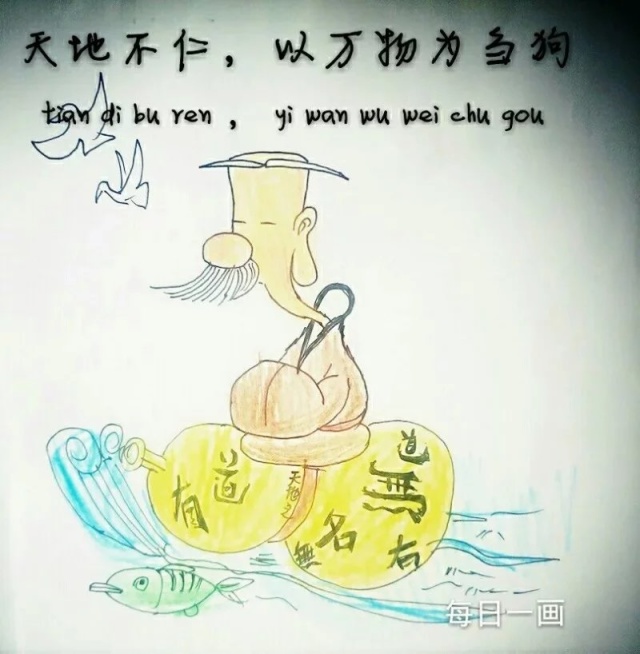 天地不仁，以万物为刍狗
tian di bu ren ， yi wan wu wei chu gou
道
有道
天地之
無
名
無
右
每日一画